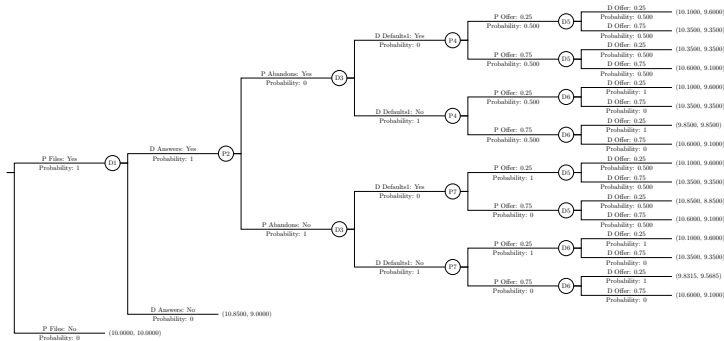 D Offer: 0.25
(10.1000, 9.6000)
P Offer: 0.25
D5
Probability: 0.500
Probability: 0.500
D Offer: 0.75
(10.3500, 9.3500)
D Defaults1: Yes
P4
Probability: 0.500
Probability: 0
D Offer: 0.25
(10.3500, 9.3500)
P Offer: 0.75
D5
Probability: 0.500
Probability: 0.500
D Offer: 0.75
(10.6000, 9.1000)
P Abandons: Yes
D3
Probability: 0.500
Probability: 0
D Offer: 0.25
(10.1000, 9.6000)
P Offer: 0.25
D6
Probability: 1
Probability: 0.500
D Offer: 0.75
(10.3500, 9.3500)
D Defaults1: No
P4
Probability: 0
Probability: 1
D Offer: 0.25
(9.8500, 9.8500)
P Offer: 0.75
D6
Probability: 1
Probability: 0.500
D Offer: 0.75
(10.6000, 9.1000)
D Answers: Yes
P2
Probability: 0
Probability: 1
P Files: Yes
D1
Probability: 1
D Offer: 0.25
(10.1000, 9.6000)
P Offer: 0.25
D5
Probability: 0.500
Probability: 1
D Offer: 0.75
(10.3500, 9.3500)
D Defaults1: Yes
P7
Probability: 0.500
Probability: 0
D Offer: 0.25
(10.8500, 8.8500)
P Offer: 0.75
D5
Probability: 0.500
Probability: 0
D Offer: 0.75
(10.6000, 9.1000)
P Abandons: No
D3
Probability: 0.500
Probability: 1
D Offer: 0.25
(10.1000, 9.6000)
P Offer: 0.25
D6
Probability: 1
Probability: 1
D Offer: 0.75
(10.3500, 9.3500)
D Defaults1: No
P7
Probability: 0
Probability: 1
D Offer: 0.25
(9.8315, 9.5685)
P Offer: 0.75
D6
Probability: 1
Probability: 0
D Offer: 0.75
(10.6000, 9.1000)
Probability: 0
D Answers: No
(10.8500, 9.0000)
Probability: 0
P Files: No
(10.0000, 10.0000)
Probability: 0